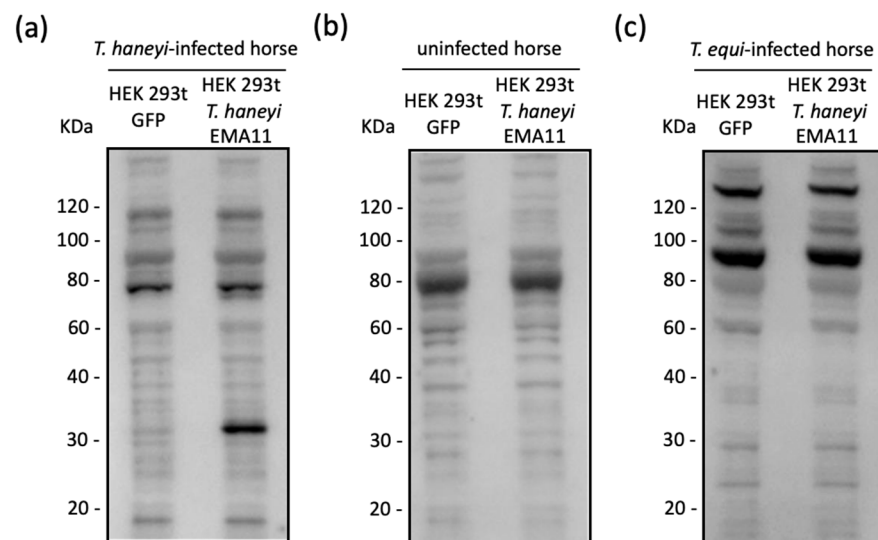 (a)
T. haneyi-infected horse
HEK 293t
GFP
HEK 293t
T. haneyi
EMA11
KDa
120 -
100 -
80 -
60 -
40 -
30 -
20 -
(b)
uninfected horse
HEK 293t
GFP
HEK 293t
T. haneyi
EMA11
KDa
120 -
100 -
80 -
60 -
40 -
30 -
20 -
(c)
T. equi-infected horse
HEK 293t
GFP
HEK 293t
T. haneyi
EMA11
KDa
120 -
100 -
80 -
60 -
40 -
30 -
20 -